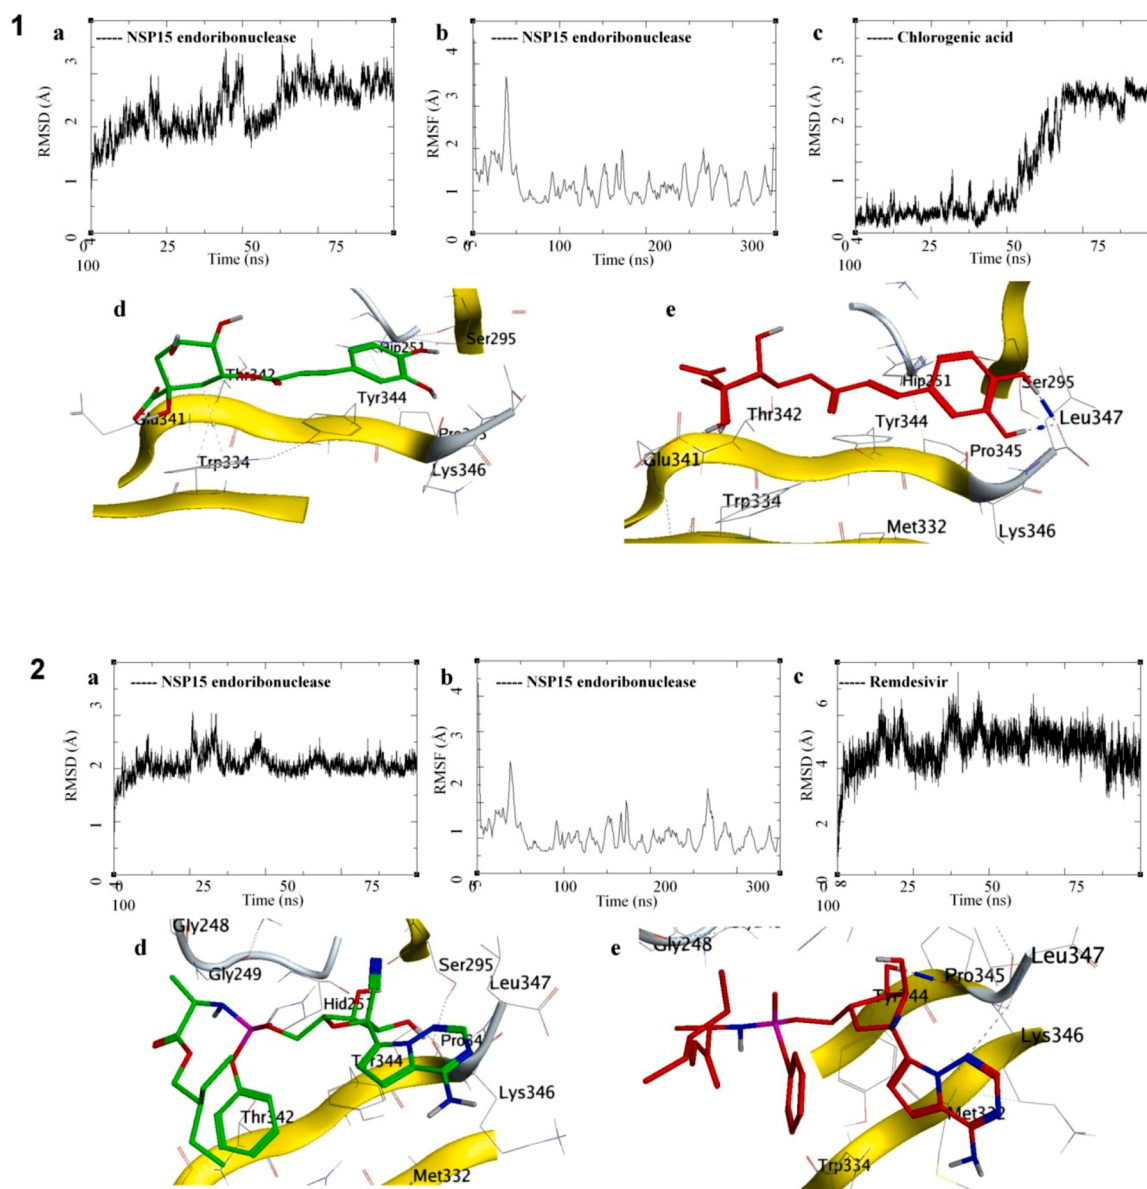 1
a
----- NSP15 endoribonuclease
RMSD (Å)
3
2
1
0
25
50
75
100
Time (ns)
b
----- NSP15 endoribonuclease
RMSF (Å)
4
3
2
1
0
100
200
300
Time (ns)
c
----- Chlorogenic acid
RMSD (Å)
3
2
1
0
25
50
75
100
Time (ns)
d
Ser295
Hip251
Thr342
Tyr344
Glu341
Trp334
Lys346
e
Hip251
Ser295
Thr342
Tyr344
Leu347
Glu341
Pro345
Trp334
Met332
Lys346
2
a
----- NSP15 endoribonuclease
RMSD (Å)
3
2
1
0
25
50
75
100
Time (ns)
b
----- NSP15 endoribonuclease
RMSF (Å)
4
3
2
1
0
100
200
300
Time (ns)
c
----- Remdesivir
RMSD (Å)
6
4
2
25
50
75
100
Time (ns)
d
Gly248
Gly249
Ser295
Leu347
Tyr344
Lys346
Thr342
Met332
e
Gly248
Leu347
Pro345
Tyr344
Lys346
Met332
Trp334